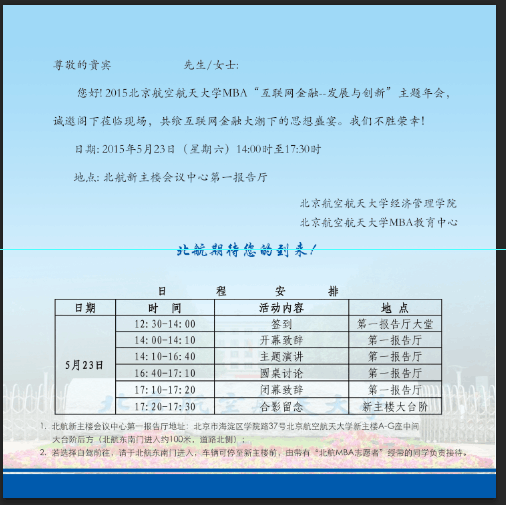 尊敬的贵宾 先生/女士:
您好! 2015北京航空航天大学MBA“互联网金融--发展与创新”主题年会，
诚邀阁下莅临现场，共飨互联网金融大潮下的思想盛宴。我们不胜荣幸!
日期: 2015年5月23日（星期六）14:00时至17:30时
地点: 北航新主楼会议中心第一报告厅
北京航空航天大学经济管理学院
北京航空航天大学MBA教育中心
北航期待您的到来!
日 程 安 排
日期 时 间 活动内容 地 点
5月23日
12:30-14:00 签到 第一报告厅大堂
14:00-14:10 开幕致辞 第一报告厅
14:10-16:40 主题演讲 第一报告厅
16:40-17:10 圆桌讨论 第一报告厅
17:10-17:20 闭幕致辞 第一报告厅
17:20-17:30 合影留念 新主楼大台阶
1. 北航新主楼会议中心第一报告厅地址: 北京市海淀区学院路37号北京航空航天大学新主楼A-G座中间
大台阶后方（北航东南门进入约100米，道路北侧）;
2. 若选择自驾前往，请于北航东南门进入，车辆可停至新主楼前，由带有“北航MBA志愿者”绶带的同学负责接待。